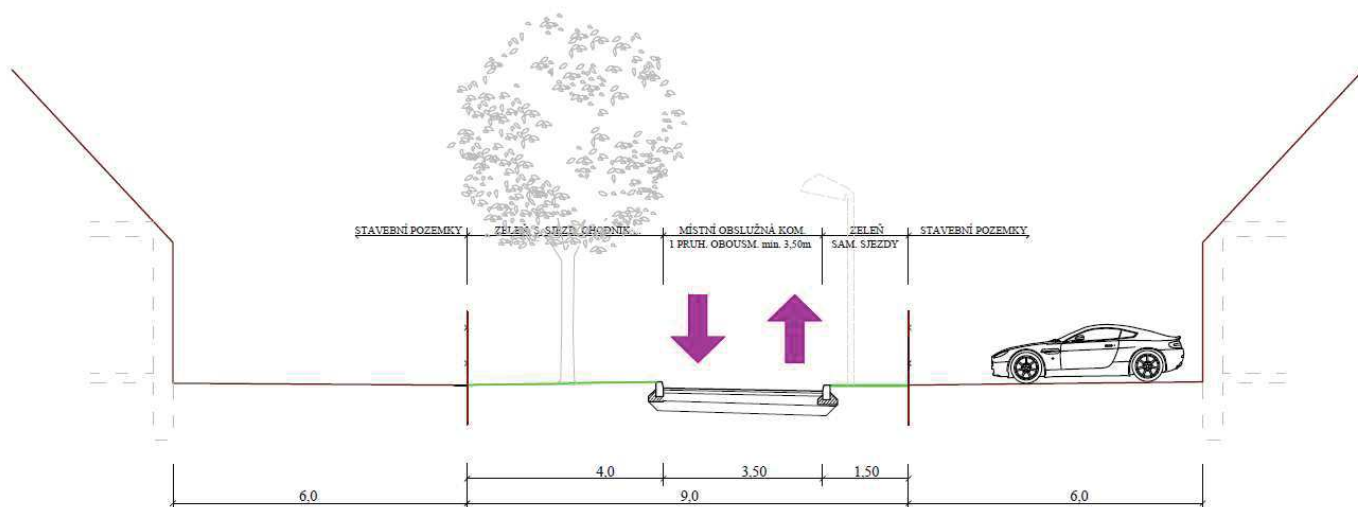 STAVEBNÍ POZEMKY
ZELEŇ S. SJEZD, CHODNÍK
MÍSTNÍ OBSLUŽNÁ KOM.
1 PRUH. OBOUSM. min. 3,50m
ZELEŇ
SAM. SJEZDY
STAVEBNÍ POZEMKY
4,0
3,50
1,50
6,0
9,0
6,0